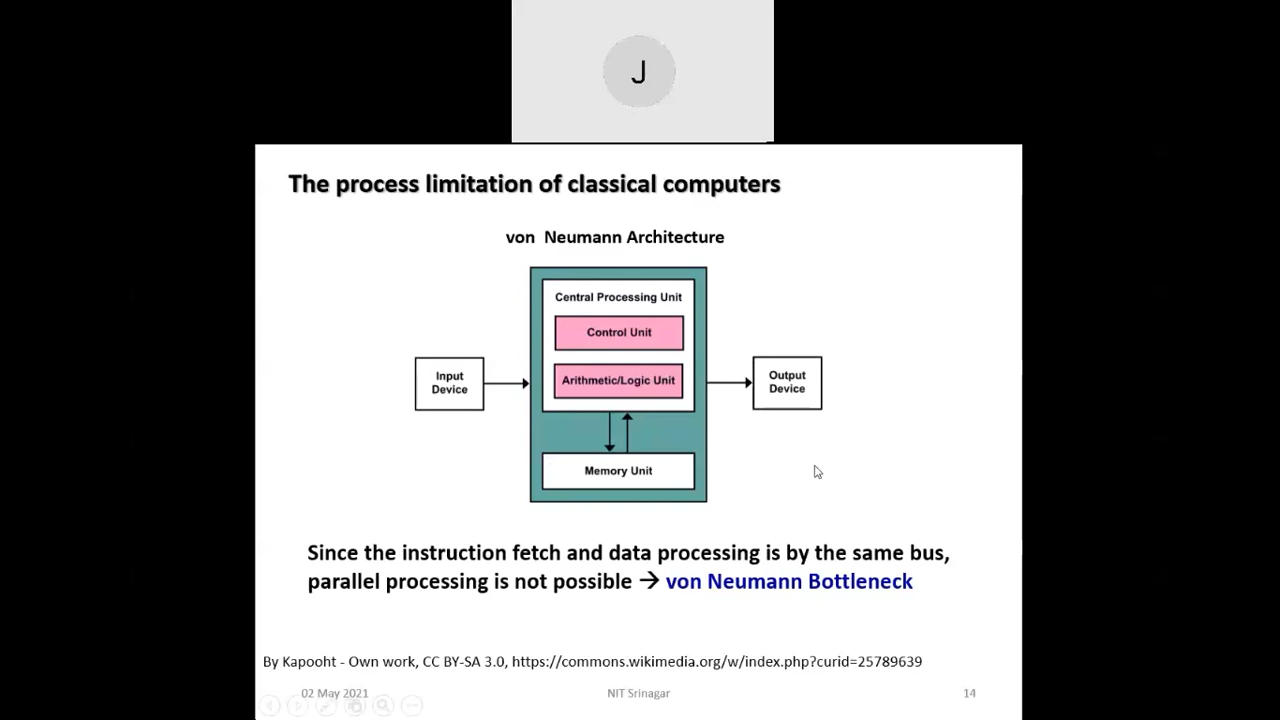 J
The process limitation of classical computers
von Neumann Architecture
Central Processing Unit
Control Unit
Arithmetic/Logic Unit
Input
Device
Output
Device
Memory Unit
Since the instruction fetch and data processing is by the same bus,
parallel processing is not possible → von Neumann Bottleneck
By Kapooht - Own work, CC BY-SA 3.0, https://commons.wikimedia.org/w/index.php?curid=25789639
02 May 2021
NIT Srinagar
14